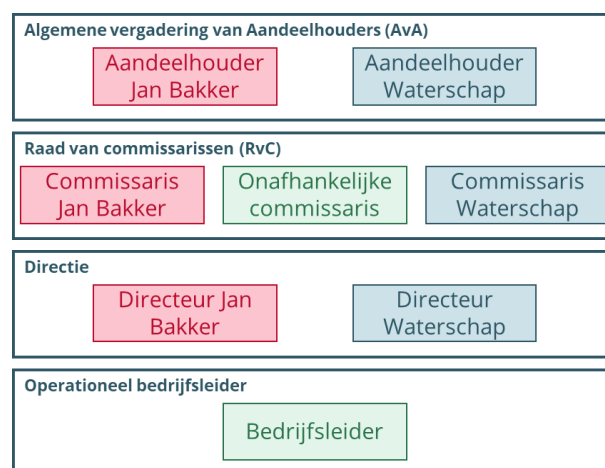 Algemene vergadering van Aandeelhouders (AvA)
Aandeelhouder
Jan Bakker
Aandeelhouder
Waterschap
Raad van commissarissen (RvC)
Commissaris
Jan Bakker
Onafhankelijke
commissaris
Commissaris
Waterschap
Directie
Directeur Jan
Bakker
Directeur
Waterschap
Operationeel bedrijfsleider
Bedrijfsleider